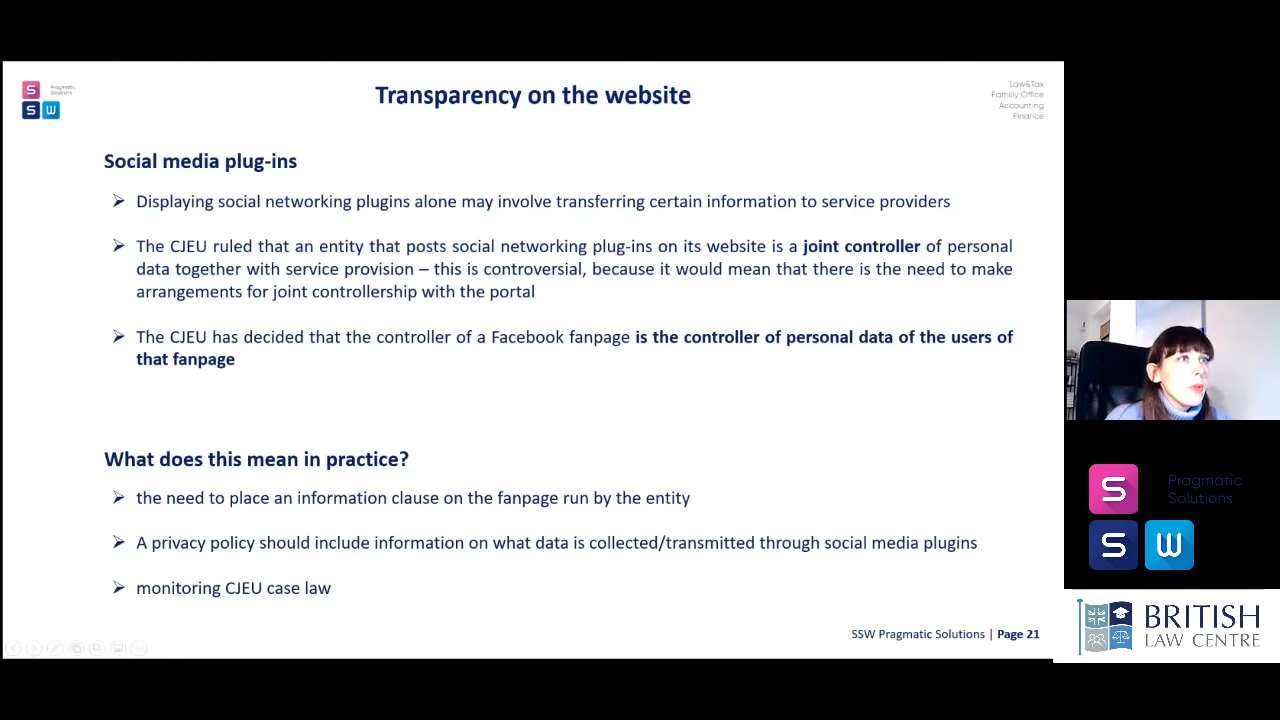 S
Pragmatic
Solutions
S W
Transparency on the website
Law&Tax
Familly Office
Accounting
Finance
Social media plug-ins
Displaying social networking plugins alone may involve transferring certain information to service providers
The CJEU ruled that an entity that posts social networking plug-ins on its website is a joint controller of personal
data together with service provision – this is controversial, because it would mean that there is the need to make
arrangements for joint controllership with the portal
The CJEU has decided that the controller of a Facebook fanpage is the controller of personal data of the users of
that fanpage
What does this mean in practice?
the need to place an information clause on the fanpage run by the entity
A privacy policy should include information on what data is collected/transmitted through social media plugins
monitoring CJEU case law
SSW Pragmatic Solutions | Page 21
S
Pragmatic
Solutions
S W
BRITISH
LAW CENTRE